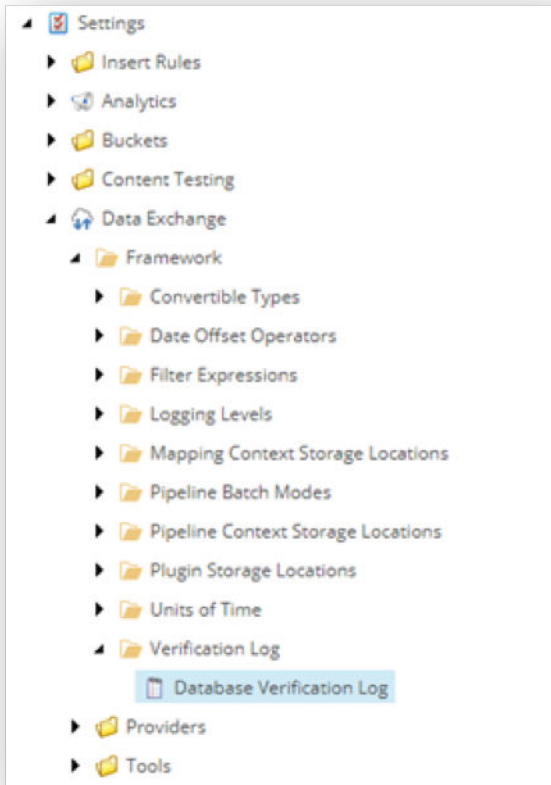 Settings
Insert Rules
Analytics
Buckets
Content Testing
Data Exchange
Framework
Convertible Types
Date Offset Operators
Filter Expressions
Logging Levels
Mapping Context Storage Locations
Pipeline Batch Modes
Pipeline Context Storage Locations
Plugin Storage Locations
Units of Time
Verification Log
Database Verification Log
Providers
Tools